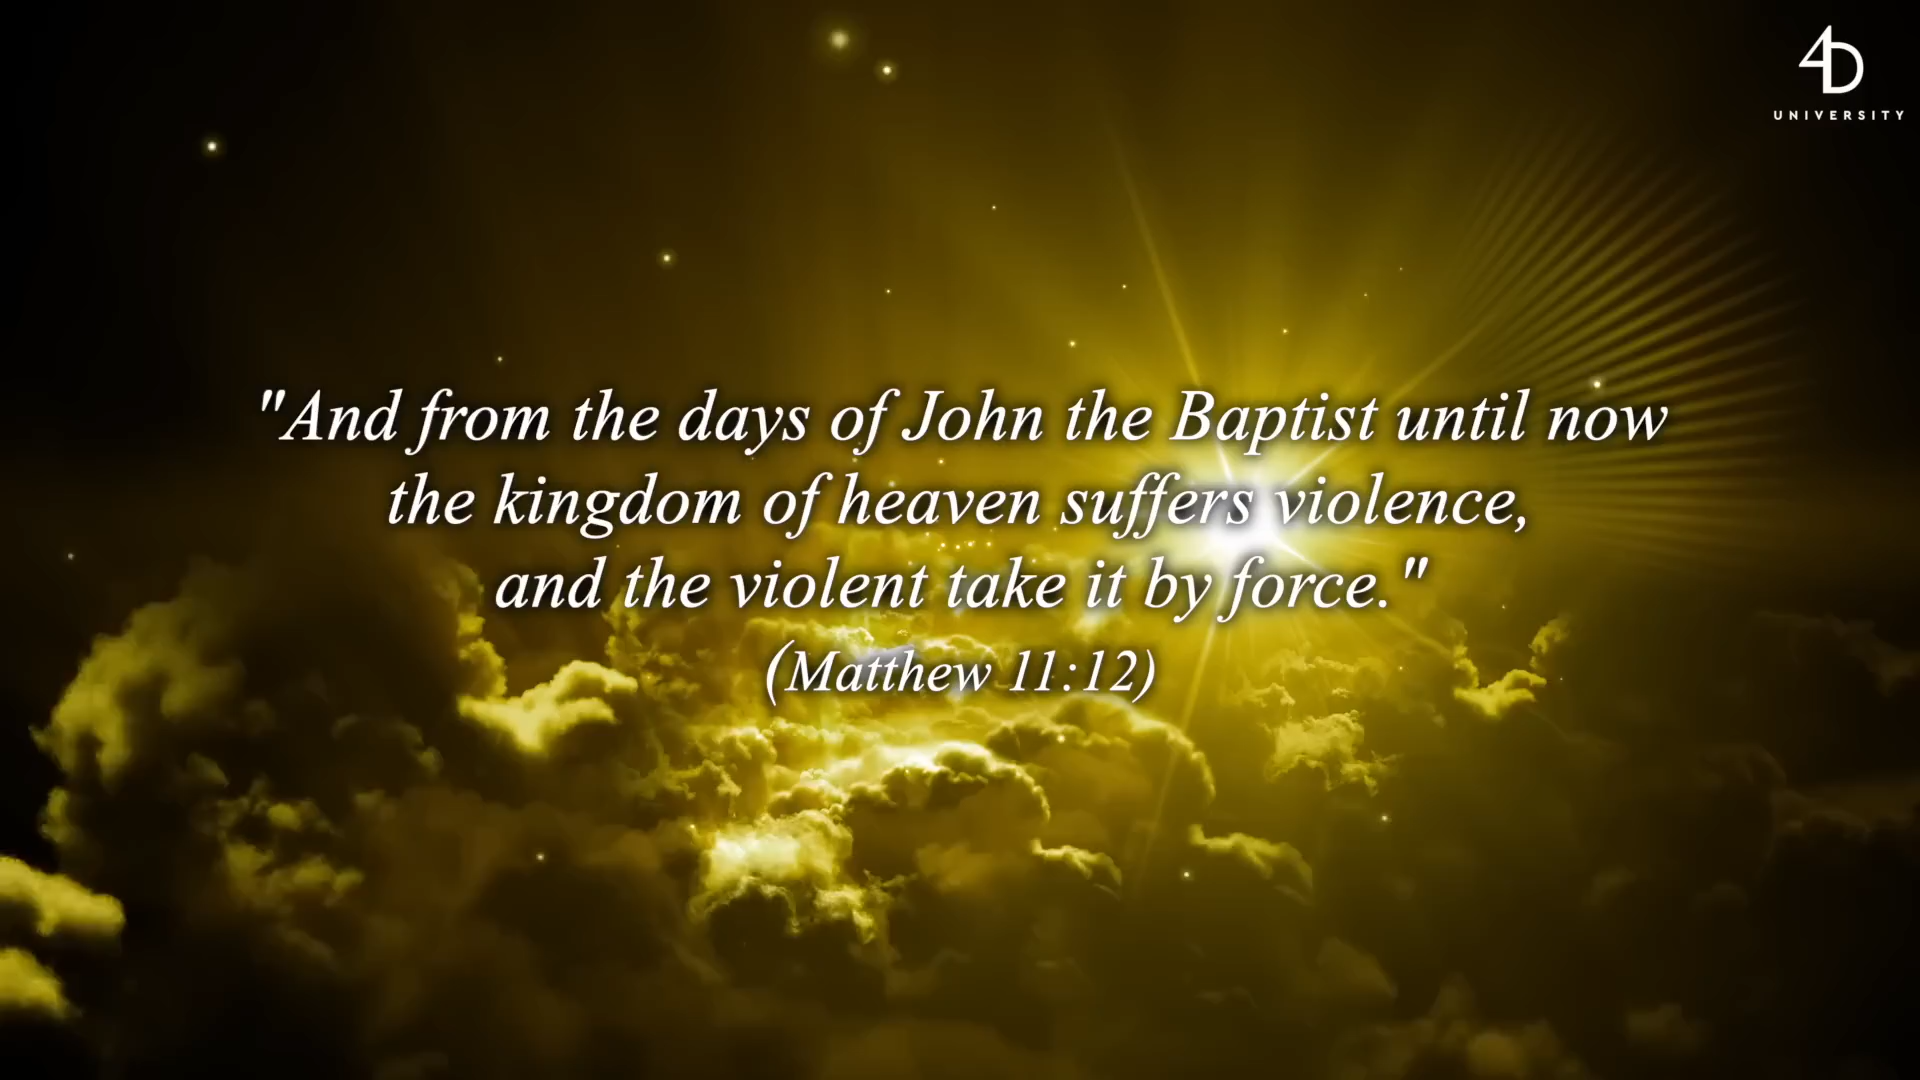 4D
UNIVERSITY
"And from the days of John the Baptist until now
the kingdom of heaven suffers violence,
and the violent take it by force."
(Matthew 11:12)